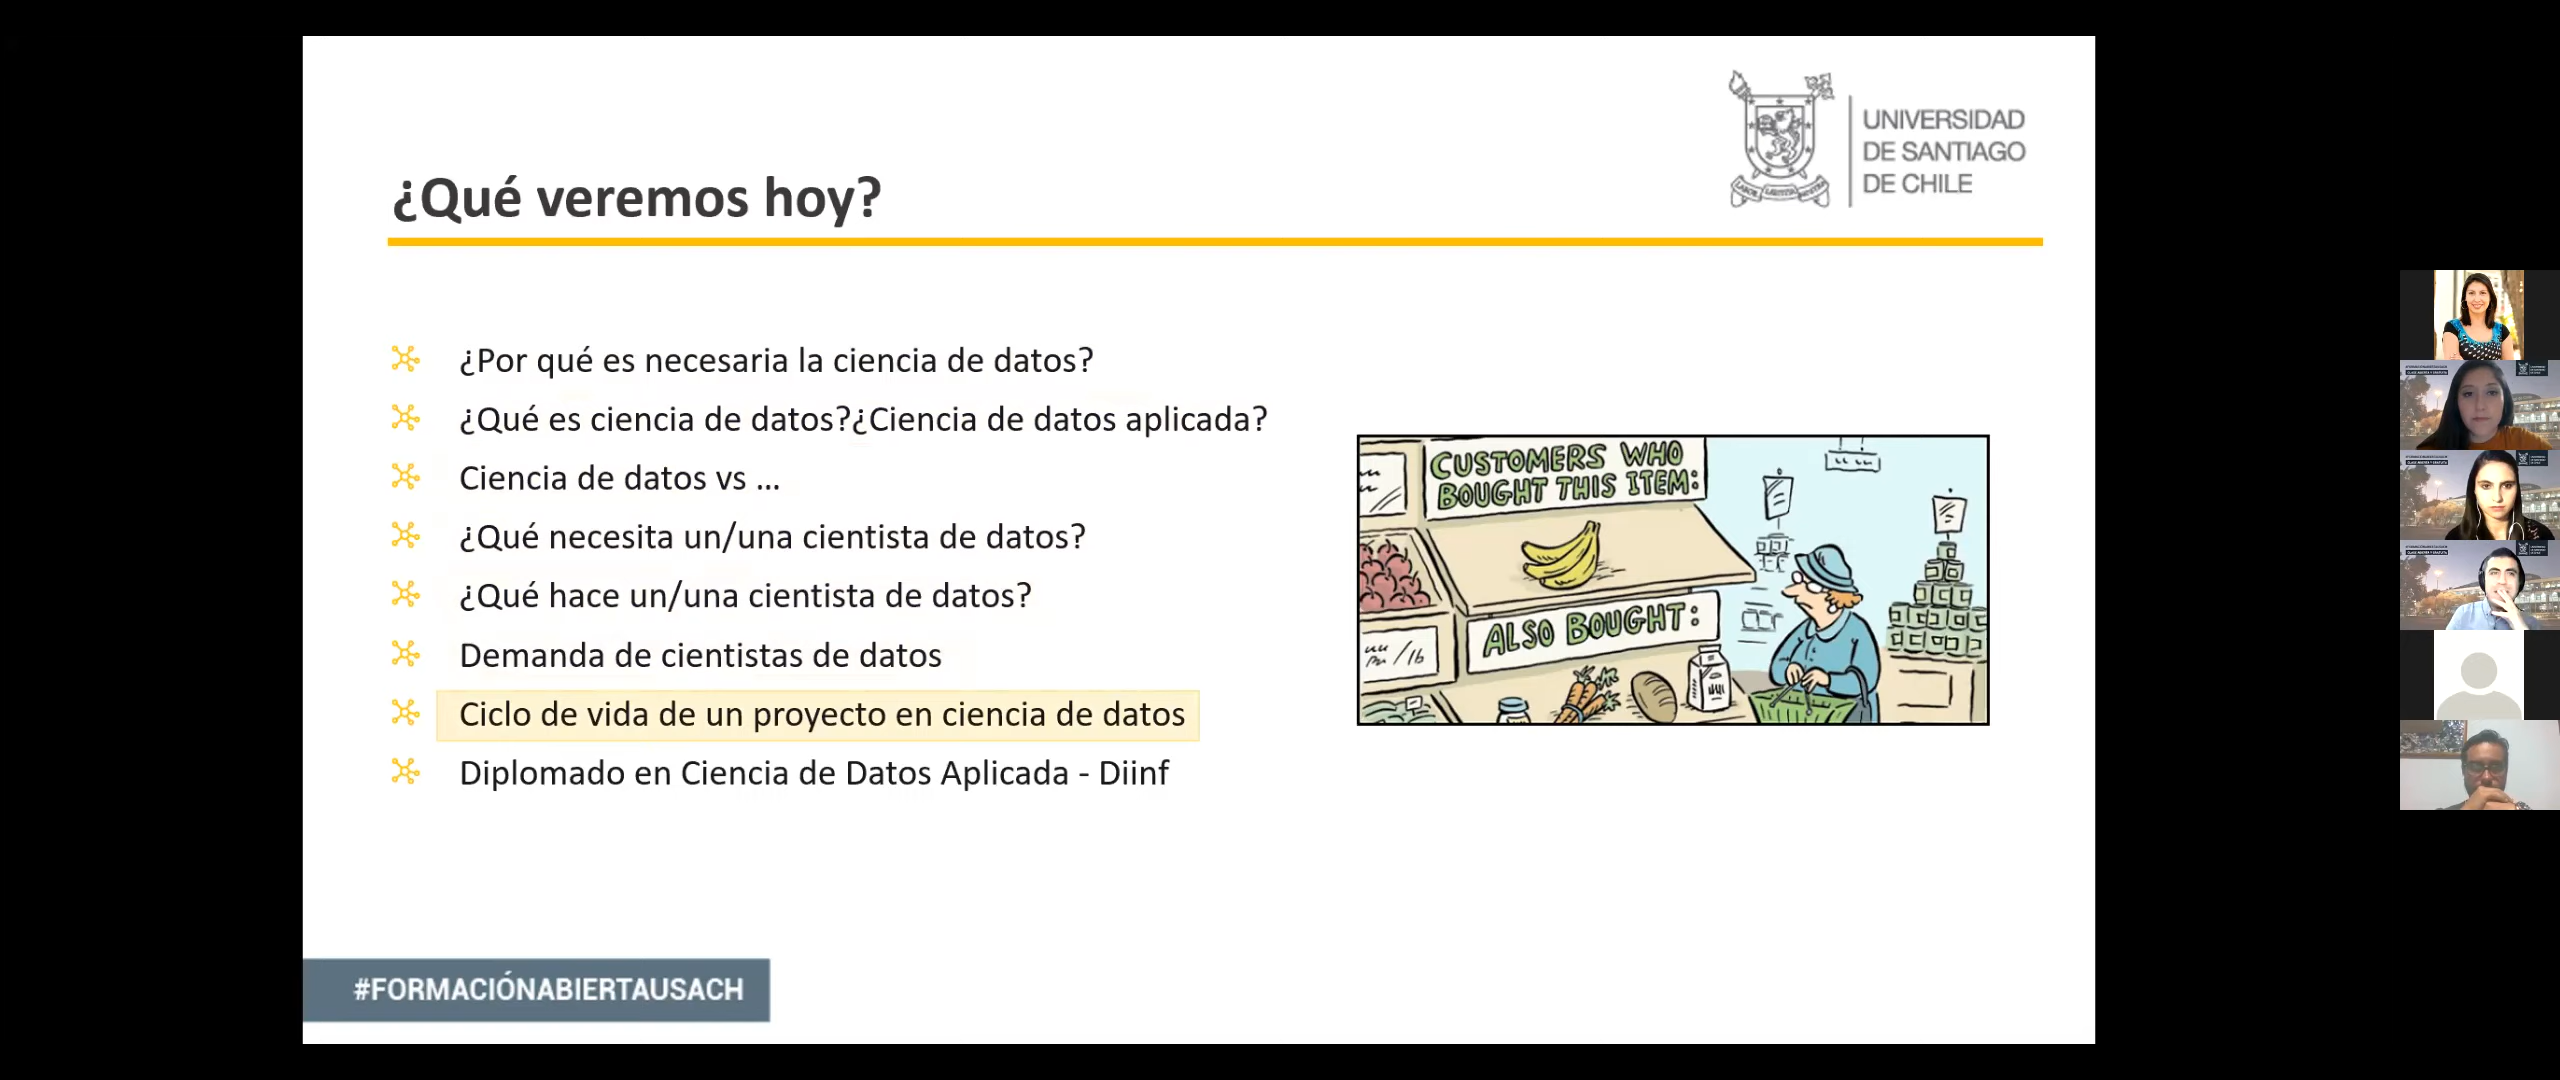 UNIVERSIDAD
DE SANTIAGO
DE CHILE
¿Qué veremos hoy?
¿Por qué es necesaria la ciencia de datos?
¿Qué es ciencia de datos?¿Ciencia de datos aplicada?
Ciencia de datos vs ...
¿Qué necesita un/una cientista de datos?
¿Qué hace un/una cientista de datos?
Demanda de cientistas de datos
Ciclo de vida de un proyecto en ciencia de datos
Diplomado en Ciencia de Datos Aplicada - Diinf
CUSTOMERS WHO
BOUGHT THIS ITEM:
ALSO BOUGHT:
/lb
#FORMACIÓNABIERTAUSACH